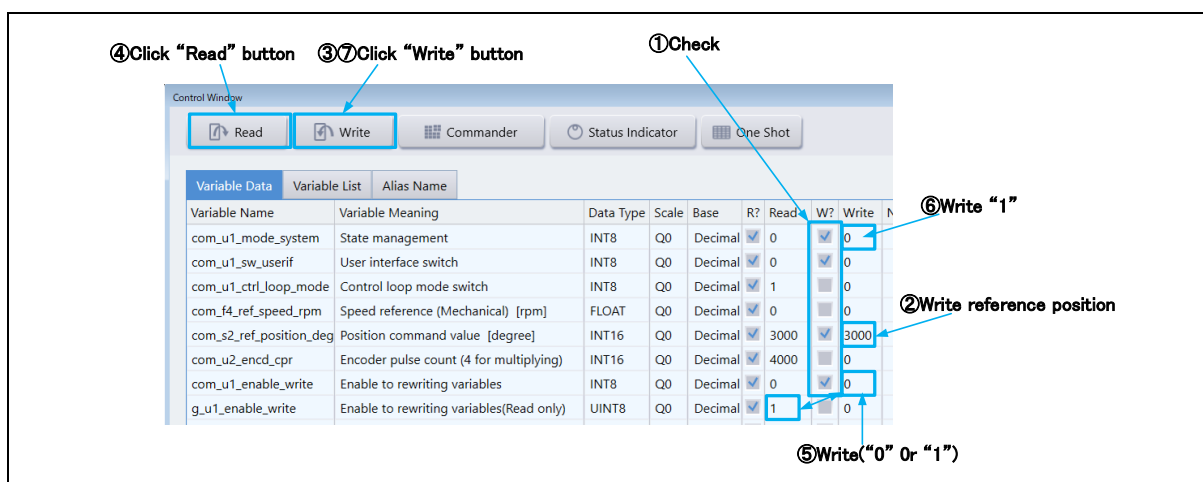 ④Click “Read” button ③⑦Click “Write” button ①Check
Control Window
Read Write Commander Status Indicator One Shot
Variable Data Variable List Alias Name
Variable Name Variable Meaning Data Type Scale Base R? Read W? Write N
⑥Write “1”
com_u1_mode_system State management INT8 Q0 Decimal 0 0
com_u1_sw_userif User interface switch INT8 Q0 Decimal 0 0
com_u1_ctrl_loop_mode Control loop mode switch INT8 Q0 Decimal 1 0
com_f4_ref_speed_rpm Speed reference (Mechanical) [rpm] FLOAT Q0 Decimal 0 0
②Write reference position
com_s2_ref_position_deg Position command value [degree] INT16 Q0 Decimal 3000 3000
com_u2_encd_cpr Encoder pulse count (4 for multiplying) INT16 Q0 Decimal 4000 0
com_u1_enable_write Enable to rewriting variables INT8 Q0 Decimal 0 0
g_u1_enable_write Enable to rewriting variables(Read only) UINT8 Q0 Decimal 1 0
⑤Write(“0” 0r “1”)